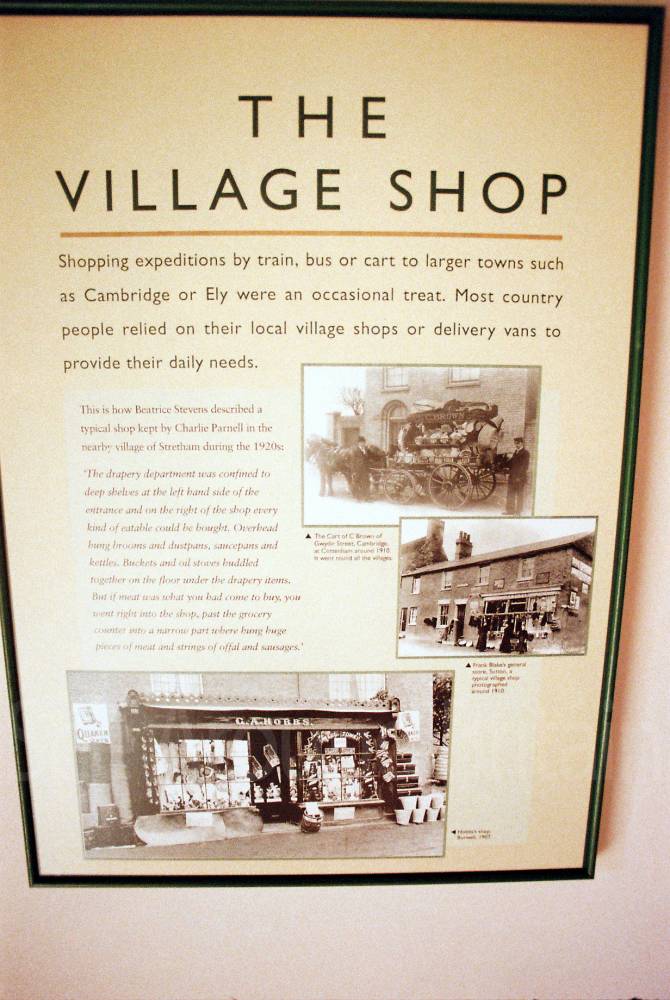 THE
VILLAGE SHOP
Shopping expeditions by train, bus or cart to larger towns such
as Cambridge or Ely were an occasional treat. Most country
people relied on their local village shops or delivery vans to
provide their daily needs.
This is how Beatrice Stevens described a
typical shop kept by Charlie Parnell in the
nearby village of Stretham during the 1920s:
'The drapery department was confined to
deep shelves at the left hand side of the
entrance and on the right of the shop every
kind of eatable could be bought. Overhead
hung brooms and dustpans, saucepans and
kettles. Buckets and oil stoves huddled
together on the floor under the drapery items.
But if meat was what you had come to buy, you
went right into the shop, past the grocery
counter into a narrow part where hung huge
pieces of meat and strings of offal and sausages.'
C. BROWN
▲ The Cart of C Brown of
Gwydir Street, Cambridge,
at Cottenham around 1910.
It went round all the villages.
▲ Frank Blake's general
store, Sutton, a
typical village shop
photographed
around 1910.
G.A. HOBBS.
QUAKER
OATS
◀ Hobbs's shop,
Burwell, 1907.